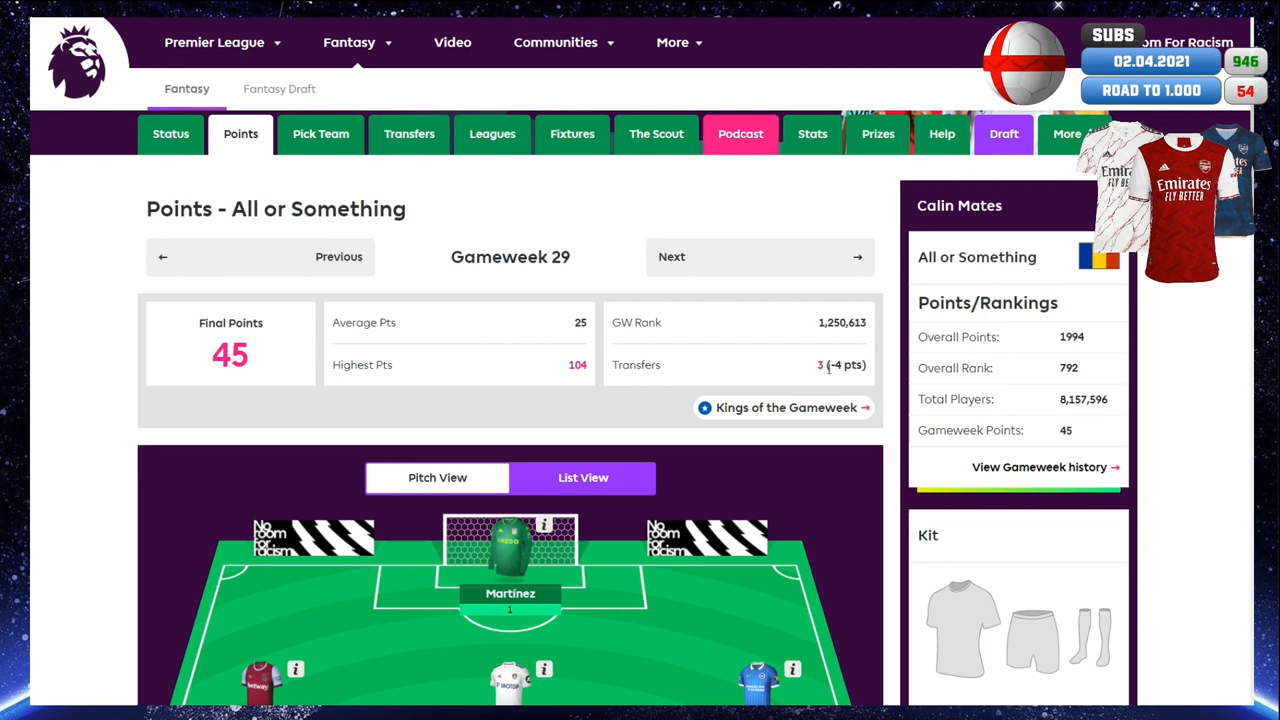 Premier League
Fantasy
Video
Communities
More
SUBS
Room For Racism
02.04.2021
946
ROAD TO 1.000
54
Fantasy
Fantasy Draft
Status
Points
Pick Team
Transfers
Leagues
Fixtures
The Scout
Podcast
Stats
Prizes
Help
Draft
More
Emirates
FLY BETTER
Points - All or Something
← Previous
Gameweek 29
Next →
Final Points
45
Average Pts 25
Highest Pts 104
GW Rank 1,250,613
Transfers 3 (-4 pts)
Kings of the Gameweek →
Calin Mates
All or Something
Points/Rankings
Overall Points: 1994
Overall Rank: 792
Total Players: 8,157,596
Gameweek Points: 45
View Gameweek history →
Kit
Pitch View
List View
No
room
for
racism
No
room
for
racism
Martínez
1